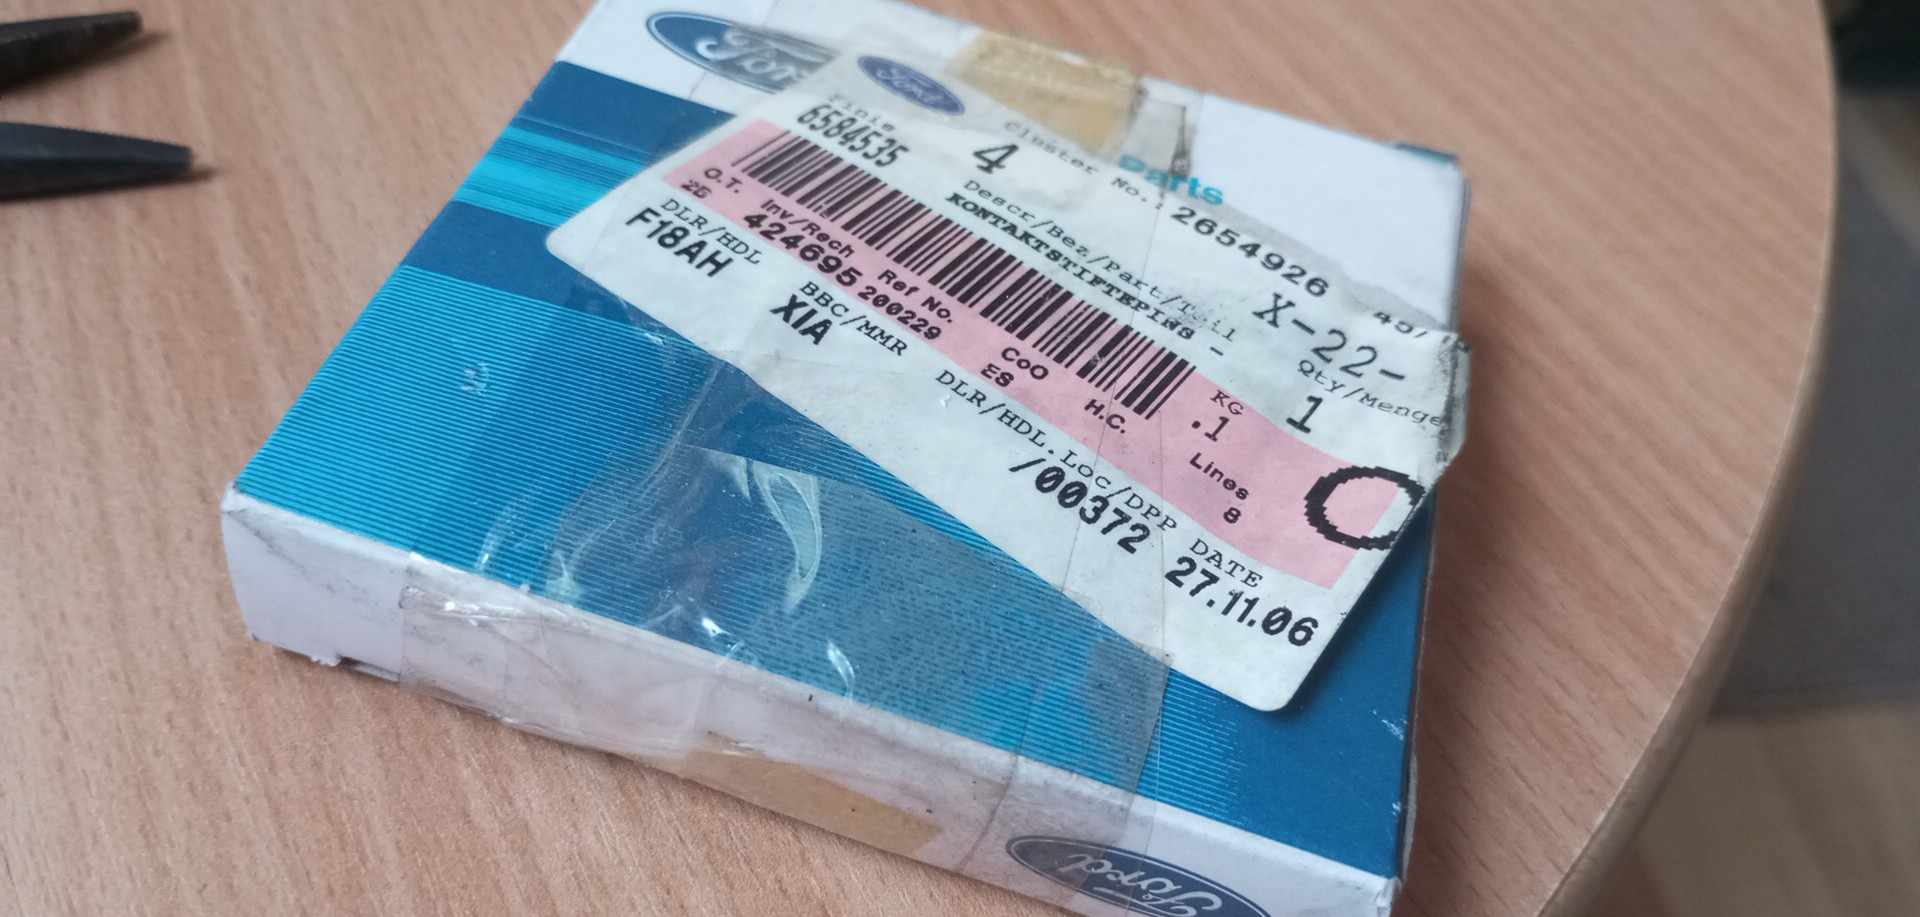 Ford
Ford
Parts
Finis
6584535
4
Cluster No.:
2654926
457
Descr/Bez/Part/Teil
KONTAKTSTIFTEPINS -
X-22-
Qty/Menge
1
O.T.
2E
Inv/Rech
424695
Ref No.
200229
CoO
ES
H.C.
KG
.1
Lines
8
O
DLR/HDL
F18AH
BBC/MMR
XIA
DLR/HDL.Loc/DPP
/00372
DATE
27.11.06
Ford